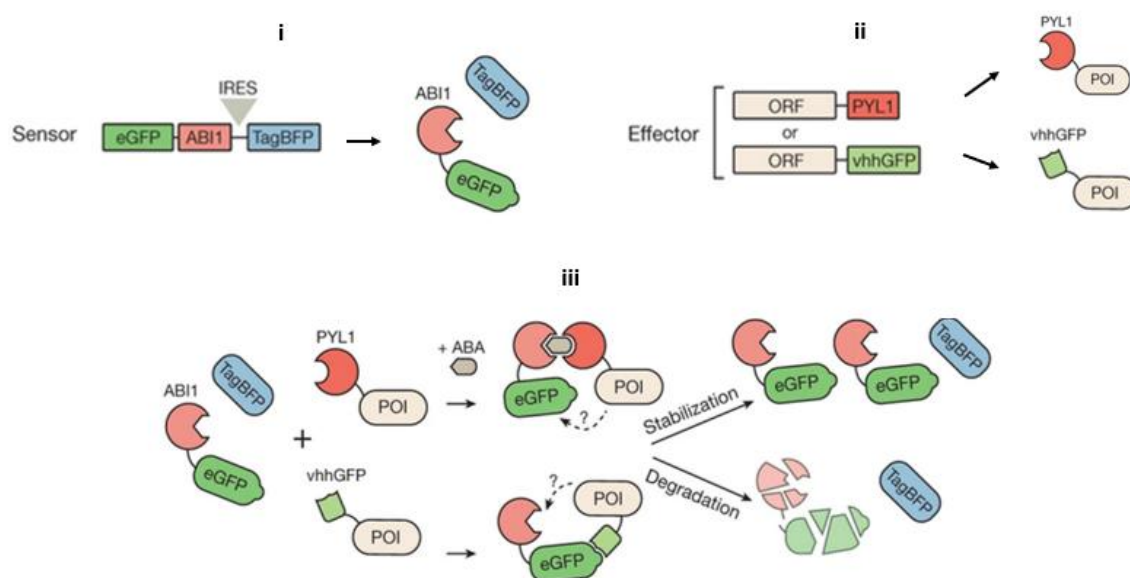 i
IRES
Sensor
eGFP
ABI1
TagBFP
ABI1
TagBFP
eGFP
ii
Effector
ORF
PYL1
or
ORF
vhhGFP
PYL1
POI
vhhGFP
POI
iii
ABI1
TagBFP
eGFP
+
PYL1
POI
vhhGFP
POI
+ ABA
eGFP
POI
?
?
POI
eGFP
Stabilization
Degradation
eGFP
eGFP
TagBFP
TagBFP